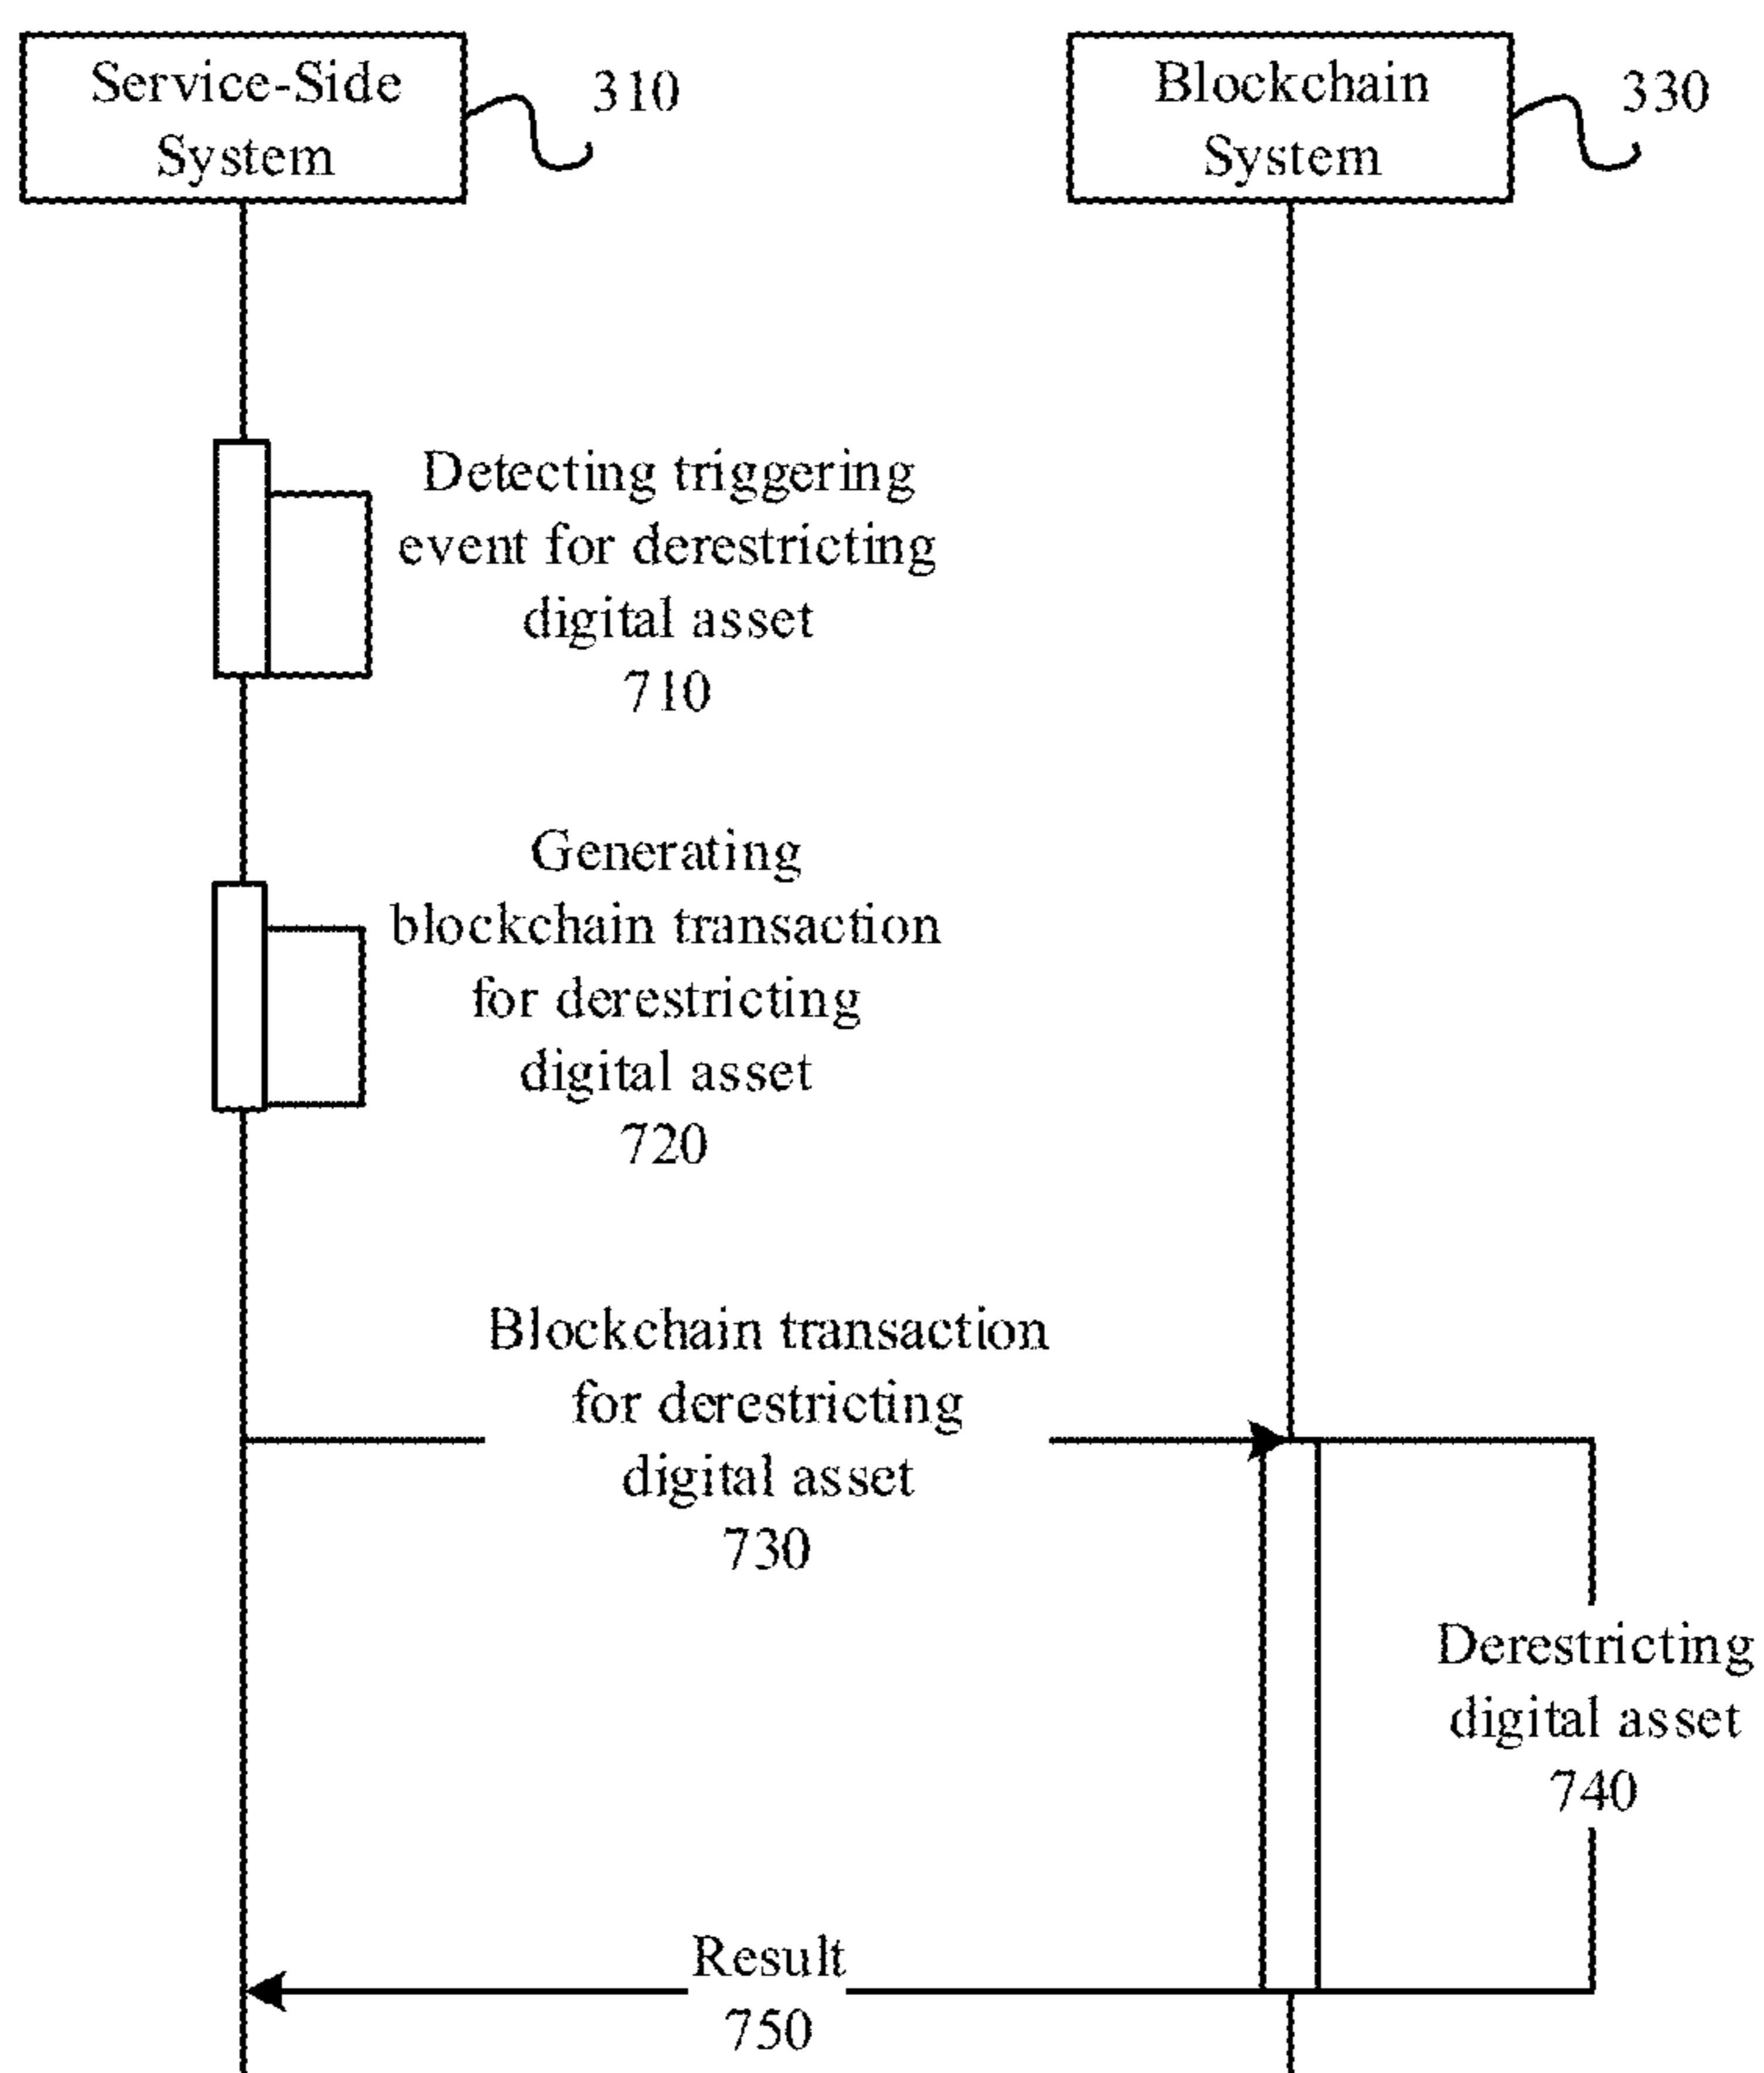 Service-Side
System
310
Blockchain
System
330
Detecting triggering
event for derestricting
digital asset
710
Generating
blockchain transaction
for derestricting
digital asset
720
Blockchain transaction
for derestricting
digital asset
730
Derestricting
digital asset
740
Result
750